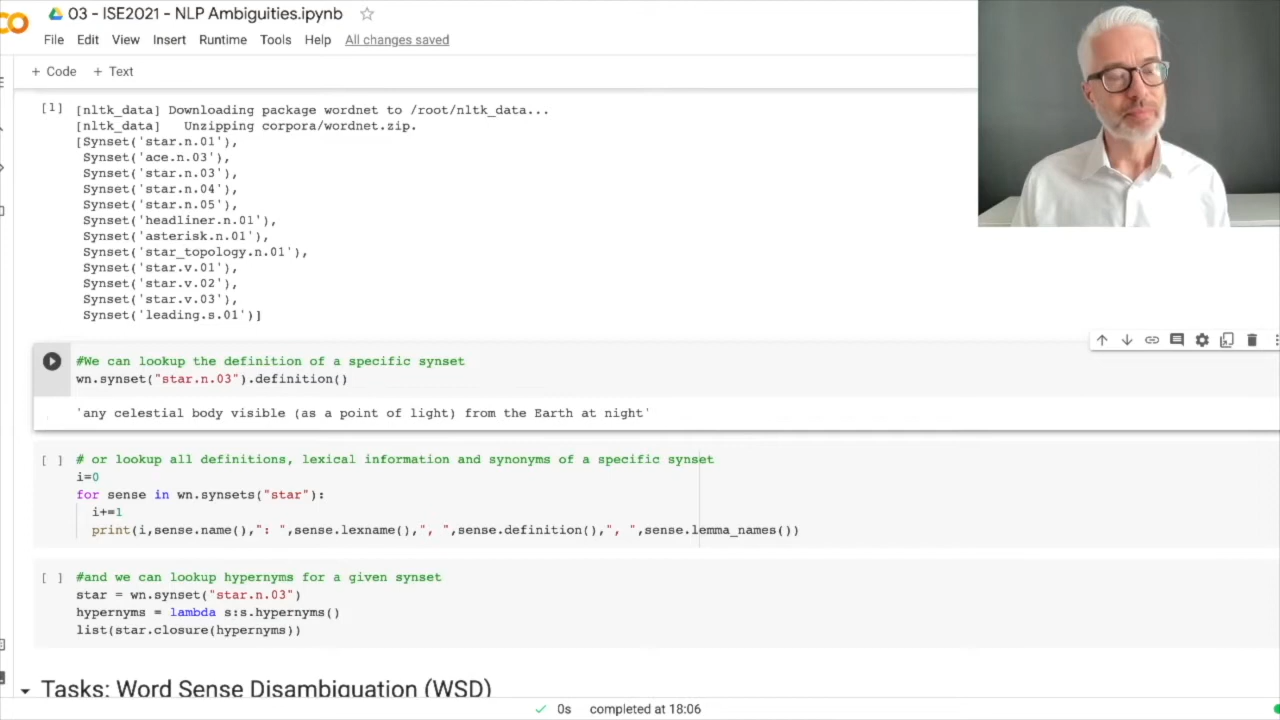 03 - ISE2021 - NLP Ambiguities.ipynb
File Edit View Insert Runtime Tools Help All changes saved
+ Code + Text
[1] [nltk_data] Downloading package wordnet to /root/nltk_data...
[nltk_data]   Unzipping corpora/wordnet.zip.
[Synset('star.n.01'),
Synset('ace.n.03'),
Synset('star.n.03'),
Synset('star.n.04'),
Synset('star.n.05'),
Synset('headliner.n.01'),
Synset('asterisk.n.01'),
Synset('star_topology.n.01'),
Synset('star.v.01'),
Synset('star.v.02'),
Synset('star.v.03'),
Synset('leading.s.01')]
#We can lookup the definition of a specific synset
wn.synset("star.n.03").definition()
'any celestial body visible (as a point of light) from the Earth at night'
[ ] # or lookup all definitions, lexical information and synonyms of a specific synset
i=0
for sense in wn.synsets("star"):
i+=1
print(i,sense.name(),": ",sense.lexname(),", ",sense.definition(),", ",sense.lemma_names())
[ ] #and we can lookup hypernyms for a given synset
star = wn.synset("star.n.03")
hypernyms = lambda s:s.hypernyms()
list(star.closure(hypernyms))
Tasks: Word Sense Disambiguation (WSD)
0s completed at 18:06